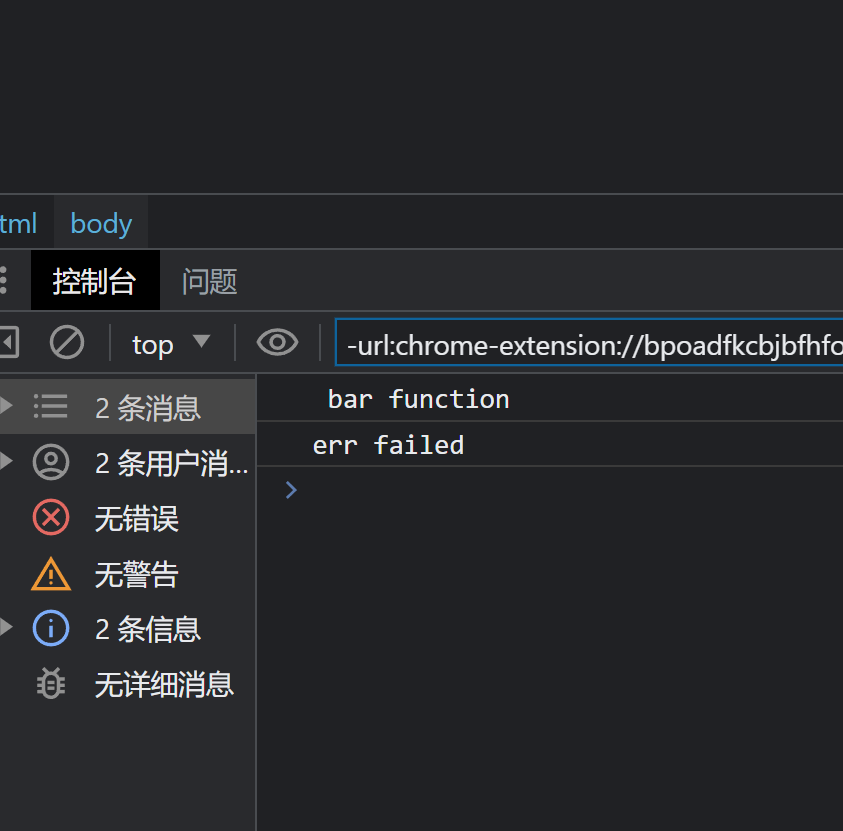 tml body
控制台 问题
top -url:chrome-extension://bpoadfkcbjbfhfo
2 条消息
2 条用户消...
无错误
无警告
2 条信息
无详细消息
bar function
err failed